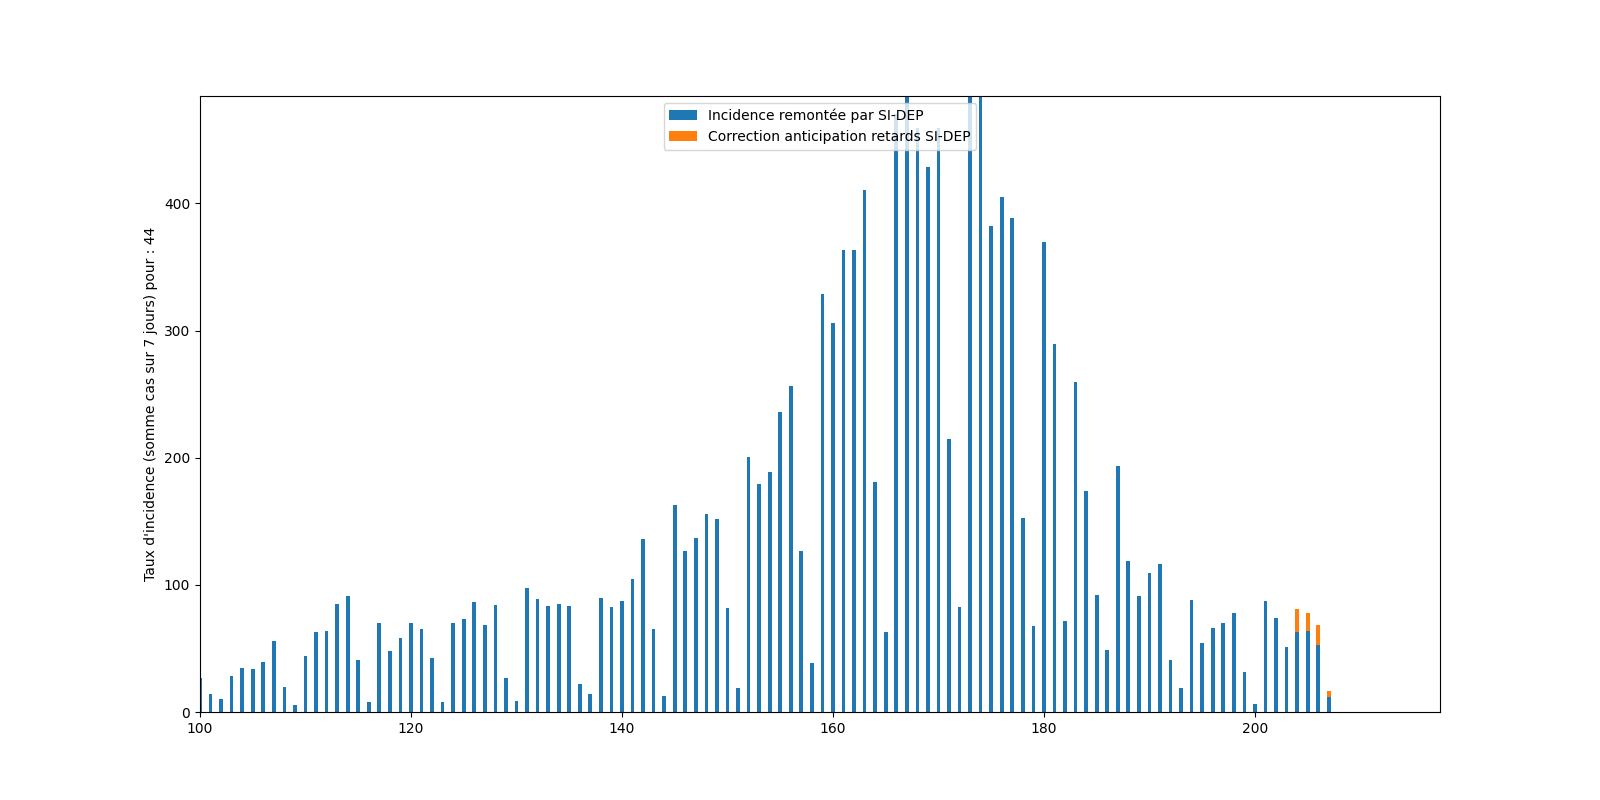 Incidence remontée par SI-DEP
Correction anticipation retards SI-DEP
Taux d'incidence (somme cas sur 7 jours) pour : 44
400
300
200
100
0
100 120 140 160 180 200